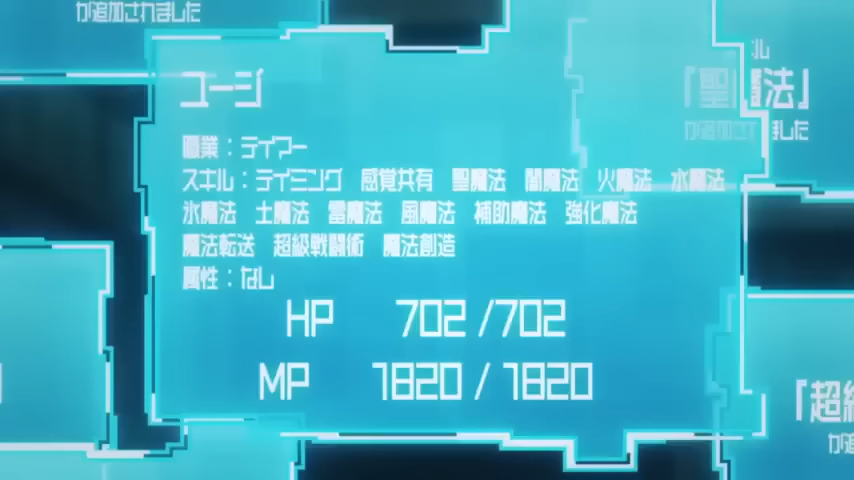 が追加されました
ユージ
職業：テイマー
スキル：テイミング 感覚共有 聖魔法 闇魔法 火魔法 水魔法
氷魔法 土魔法 雷魔法 風魔法 補助魔法 強化魔法
魔法転送 超級戦闘術 魔法創造
属性：なし
HP 702 /702
MP 1820 / 1820
ル
「聖魔法」
が追加されました
「超級
が追